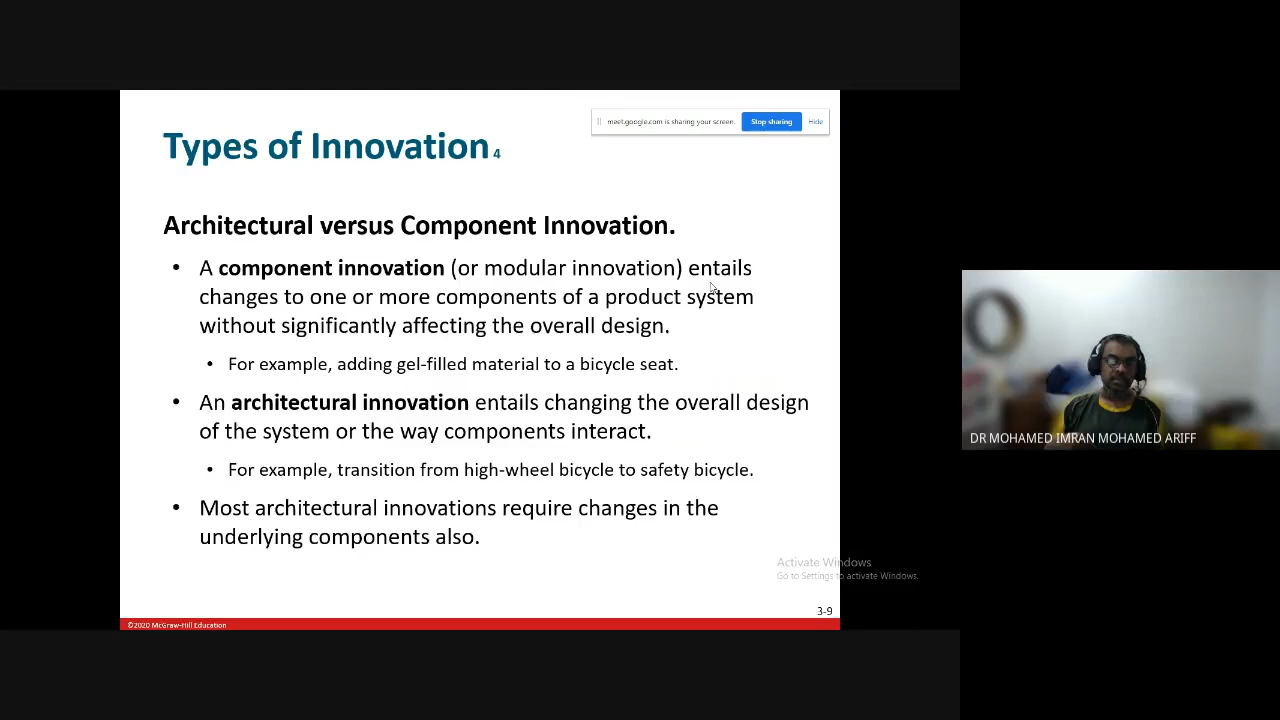 meet.google.com is sharing your screen.
Stop sharing
Hide
Types of Innovation 4
Architectural versus Component Innovation.
• A component innovation (or modular innovation) entails
changes to one or more components of a product system
without significantly affecting the overall design.
• For example, adding gel-filled material to a bicycle seat.
• An architectural innovation entails changing the overall design
of the system or the way components interact.
• For example, transition from high-wheel bicycle to safety bicycle.
• Most architectural innovations require changes in the
underlying components also.
DR MOHAMED IMRAN MOHAMED ARIFF
Activate Windows
Go to Settings to activate Windows.
3-9
©2020 McGraw-Hill Education